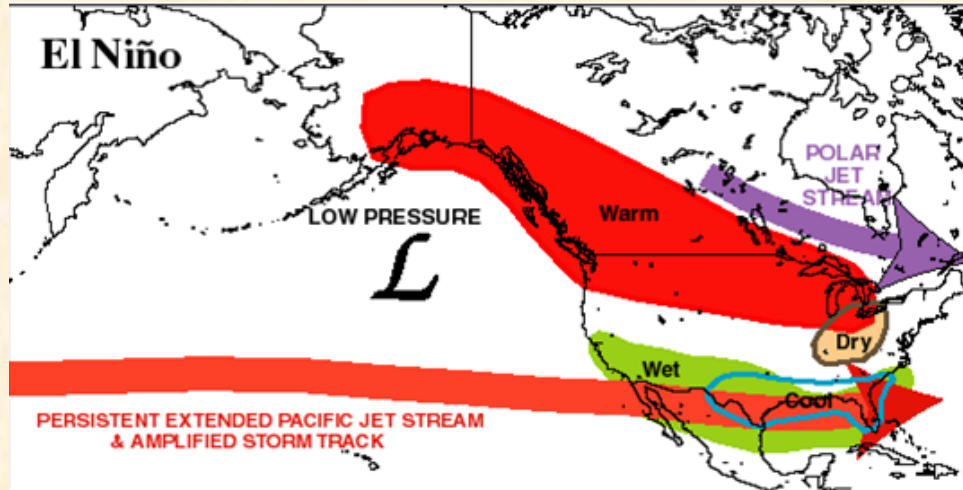 El Niño
POLAR
JET
STREAM
Warm
LOW PRESSURE
L
Dry
Wet
Cool
PERSISTENT EXTENDED PACIFIC JET STREAM
& AMPLIFIED STORM TRACK